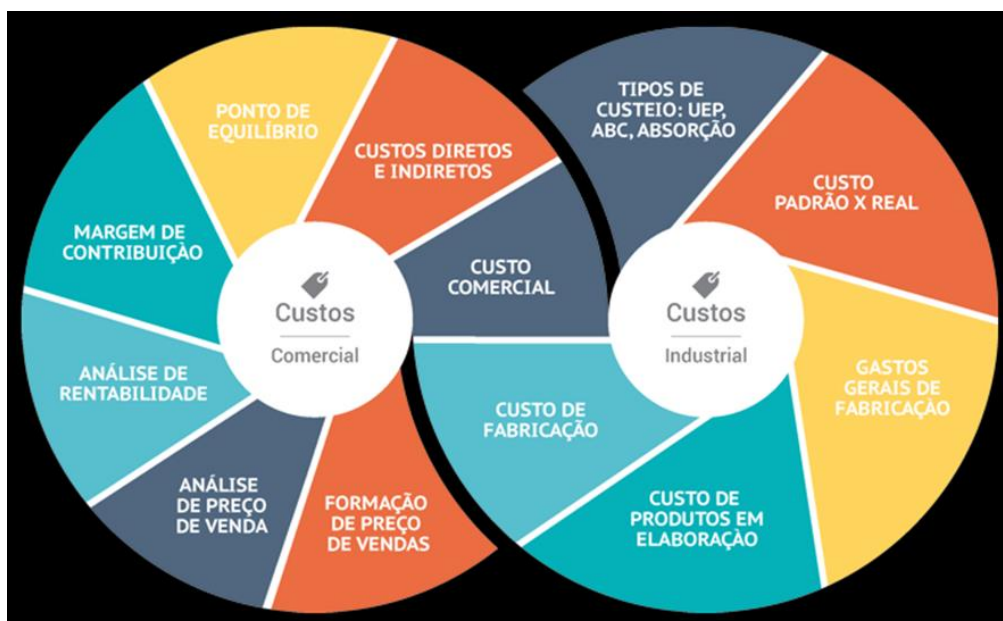 PONTO DE
EQUILÍBRIO
CUSTOS DIRETOS
E INDIRETOS
CUSTO
COMERCIAL
MARGEM DE
CONTRIBUIÇÀO
ANÁLISE DE
RENTABILIDADE
ANÁLISE
DE PREÇO
DE VENDA
FORMAÇÃO
DE PREÇO
DE VENDAS
Custos
Comercial
TIPOS DE
CUSTEIO: UEP,
ABC, ABSORÇÃO
CUSTO
PADRÃO X REAL
GASTOS
GERAIS DE
FABRICAÇÃO
CUSTO DE
PRODUTOS EM
ELABORAÇÀO
CUSTO DE
FABRICAÇÃO
Custos
Industrial